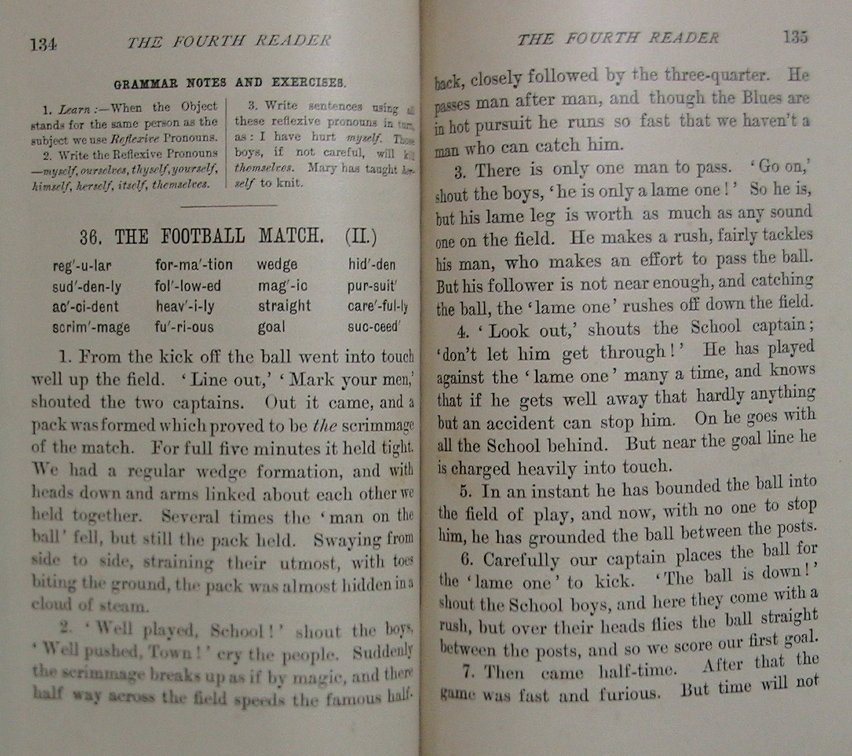 134 THE FOURTH READER
GRAMMAR NOTES AND EXERCISES.
1. Learn :—When the Object
stands for the same person as the
subject we use Reflexive Pronouns.
2. Write the Reflexive Pronouns
—myself, ourselves, thyself, yourself,
himself, herself, itself, themselves.
3. Write sentences using all
these reflexive pronouns in turn,
as: I have hurt myself. Those
boys, if not careful, will kill
themselves. Mary has taught her-
self to knit.
36. THE FOOTBALL MATCH. (II.)
reg'-u-lar for-ma'-tion wedge hid'-den
sud'-den-ly fol'-low-ed mag'-ic pur-suit'
ac'-ci-dent heav'-i-ly straight care'-ful-ly
scrim'-mage fu'-ri-ous goal suc-ceed'
1. From the kick off the ball went into touch
well up the field. ‘Line out,’ ‘Mark your men,’
shouted the two captains. Out it came, and a
pack was formed which proved to be the scrimmage
of the match. For full five minutes it held tight.
We had a regular wedge formation, and with
heads down and arms linked about each other we
held together. Several times the ‘man on the
ball’ fell, but still the pack held. Swaying from
side to side, straining their utmost, with toes
biting the ground, the pack was almost hidden in a
cloud of steam.
2. ‘Well played, School!’ shout the boys,
‘Well pushed, Town!’ cry the people. Suddenly
the scrimmage breaks up as if by magic, and there
half way across the field speeds the famous half-
THE FOURTH READER 135
back, closely followed by the three-quarter. He
passes man after man, and though the Blues are
in hot pursuit he runs so fast that we haven't a
man who can catch him.
3. There is only one man to pass. ‘Go on,’
shout the boys, ‘he is only a lame one!’ So he is,
but his lame leg is worth as much as any sound
one on the field. He makes a rush, fairly tackles
his man, who makes an effort to pass the ball.
But his follower is not near enough, and catching
the ball, the ‘lame one’ rushes off down the field.
4. ‘Look out,’ shouts the School captain;
‘don't let him get through!’ He has played
against the ‘lame one’ many a time, and knows
that if he gets well away that hardly anything
but an accident can stop him. On he goes with
all the School behind. But near the goal line he
is charged heavily into touch.
5. In an instant he has bounded the ball into
the field of play, and now, with no one to stop
him, he has grounded the ball between the posts.
6. Carefully our captain places the ball for
the ‘lame one’ to kick. ‘The ball is down!’
shout the School boys, and here they come with a
rush, but over their heads flies the ball straight
between the posts, and so we score our first goal.
7. Then came half-time. After that the
game was fast and furious. But time will not